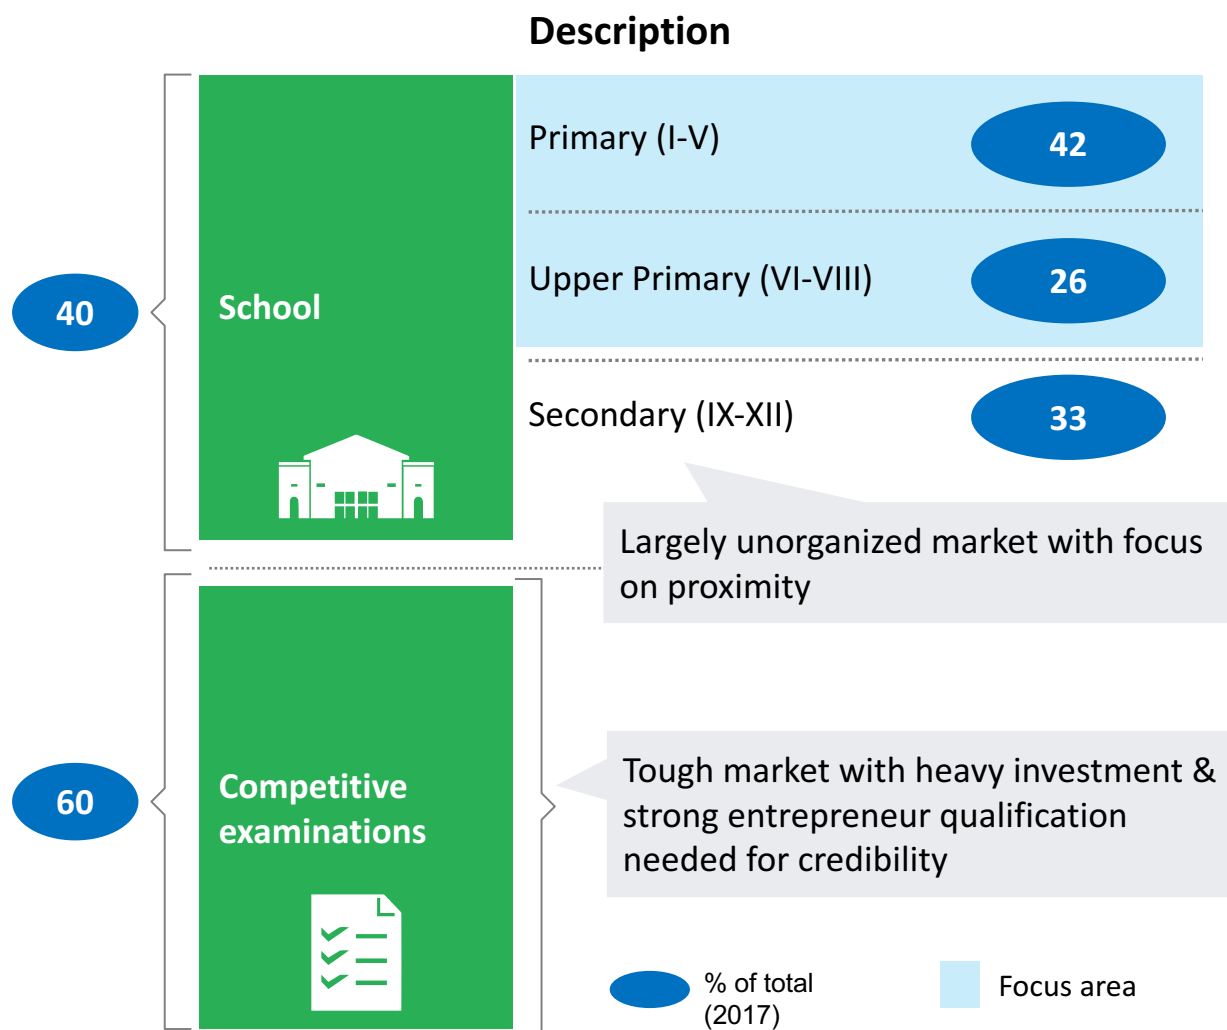 Description
Primary (I-V)
42
Upper Primary (VI-VIII)
26
40
School
Secondary (IX-XII)
33
Largely unorganized market with focus
on proximity
60
Competitive
examinations
Tough market with heavy investment &
strong entrepreneur qualification
needed for credibility
% of total
(2017)
Focus area